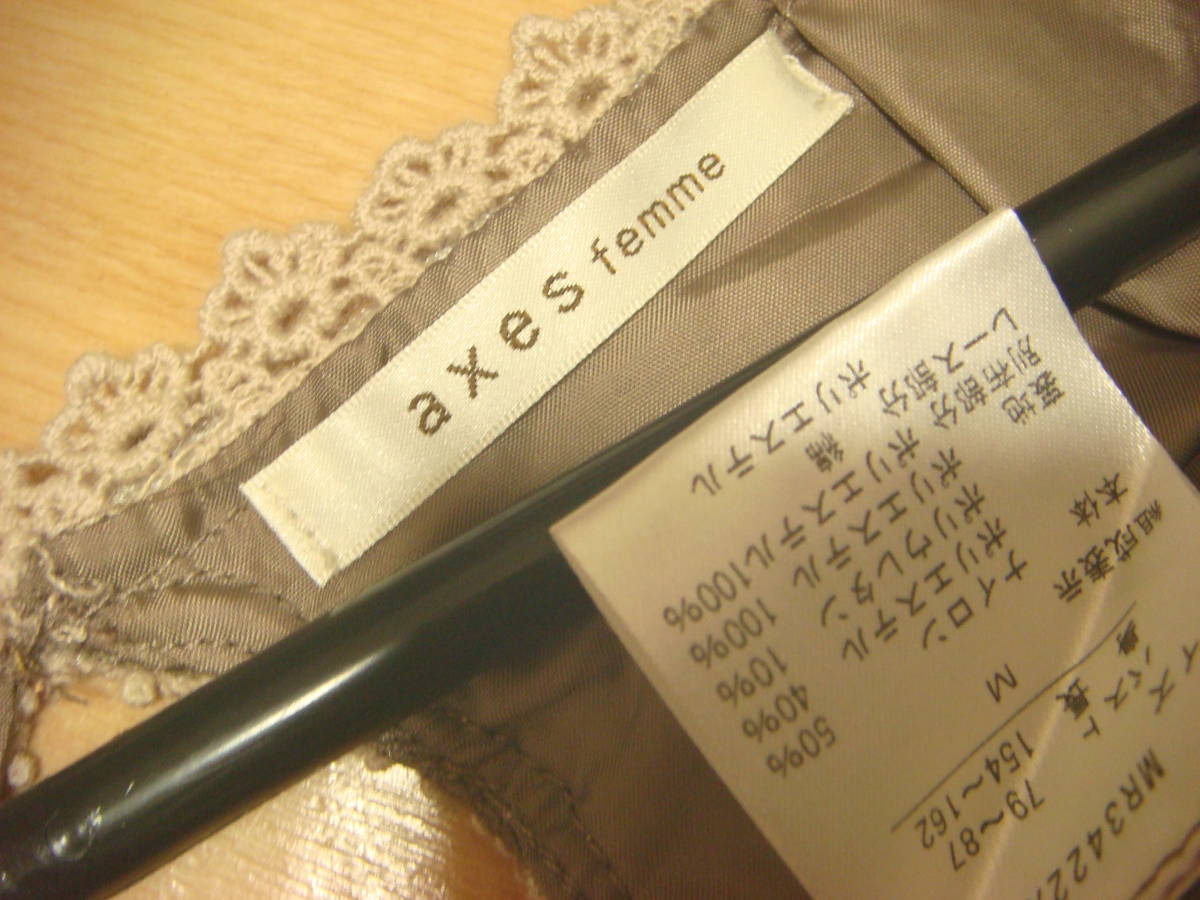 axes femme
MR3422
イズ
バスト 79～87
身長 154～162
組成表示 M
本体 ナイロン 50%
ポリエステル 40%
ポリウレタン 10%
裏地 ポリエステル 100%
別布部分 ポリエステル100%
レース部分 綿
ポリエステル